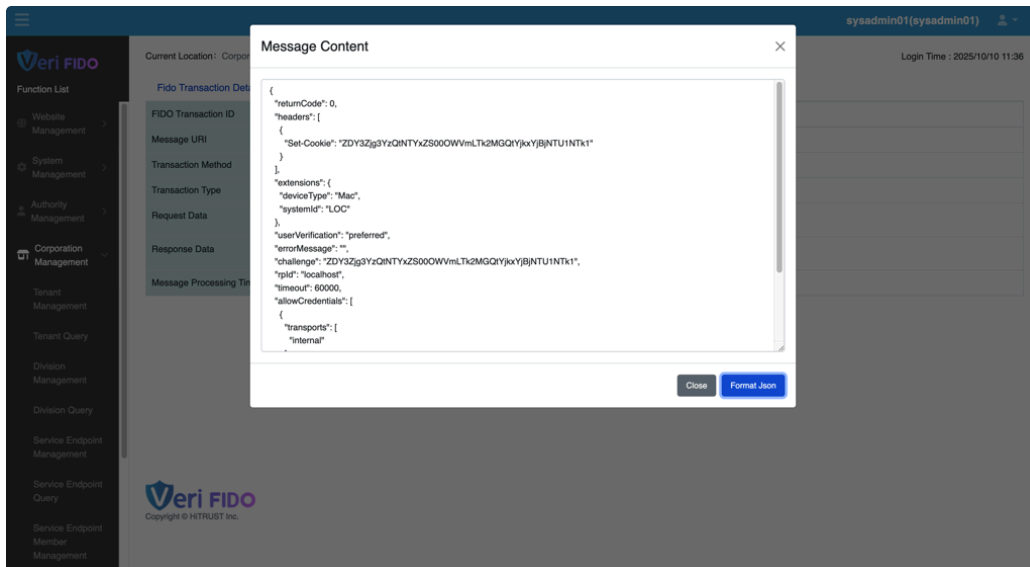 sysadmin01(sysadmin01)
Veri FIDO
Current Location: Corpor
Login Time : 2025/10/10 11:36
Function List
Website Management
System Management
Authority Management
Corporation Management
Tenant Management
Tenant Query
Division Management
Division Query
Service Endpoint Management
Service Endpoint Query
Service Endpoint Member Management
Fido Transaction Deta
FIDO Transaction ID
Message URI
Transaction Method
Transaction Type
Request Data
Response Data
Message Processing Tim
Message Content
{
"returnCode": 0,
"headers": [
{
"Set-Cookie": "ZDY3Zjg3YzQtNTYxZS00OWVmLTk2MGQtYjkxYjBjNTU1NTk1"
}
],
"extensions": {
"deviceType": "Mac",
"systemId": "LOC"
},
"userVerification": "preferred",
"errorMessage": "",
"challenge": "ZDY3Zjg3YzQtNTYxZS00OWVmLTk2MGQtYjkxYjBjNTU1NTk1",
"rpId": "localhost",
"timeout": 60000,
"allowCredentials": [
{
"transports": [
"internal"
Close
Format Json
Veri FIDO
Copyright © HiTRUST Inc.